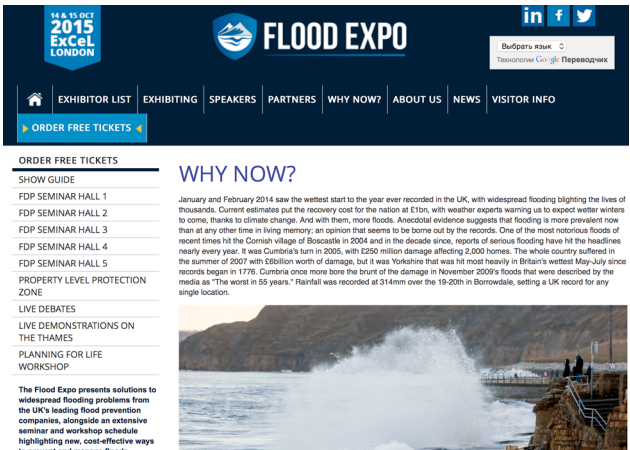 14 & 15 OCT
2015
ExCeL
LONDON
FLOOD EXPO
in f
Выбрать язык
Технологии Google Переводчик
EXHIBITOR LIST EXHIBITING SPEAKERS PARTNERS WHY NOW? ABOUT US NEWS VISITOR INFO
ORDER FREE TICKETS
ORDER FREE TICKETS
SHOW GUIDE
FDP SEMINAR HALL 1
FDP SEMINAR HALL 2
FDP SEMINAR HALL 3
FDP SEMINAR HALL 4
FDP SEMINAR HALL 5
PROPERTY LEVEL PROTECTION
ZONE
LIVE DEBATES
LIVE DEMONSTRATIONS ON
THE THAMES
PLANNING FOR LIFE
WORKSHOP
The Flood Expo presents solutions to
widespread flooding problems from
the UK's leading flood prevention
companies, alongside an extensive
seminar and workshop schedule
highlighting new, cost-effective ways
to prevent and manage floods
WHY NOW?
January and February 2014 saw the wettest start to the year ever recorded in the UK, with widespread flooding blighting the lives of
thousands. Current estimates put the recovery cost for the nation at £1bn, with weather experts warning us to expect wetter winters
to come, thanks to climate change. And with them, more floods. Anecdotal evidence suggests that flooding is more prevalent now
than at any other time in living memory; an opinion that seems to be borne out by the records. One of the most notorious floods of
recent times hit the Cornish village of Boscastle in 2004 and in the decade since, reports of serious flooding have hit the headlines
nearly every year. It was Cumbria's turn in 2005, with £250 million damage affecting 2,000 homes. The whole country suffered in
the summer of 2007 with £6billion worth of damage, but it was Yorkshire that was hit most heavily in Britain's wettest May-July since
records began in 1776. Cumbria once more bore the brunt of the damage in November 2009's floods that were described by the
media as "The worst in 55 years." Rainfall was recorded at 314mm over the 19-20th in Borrowdale, setting a UK record for any
single location.